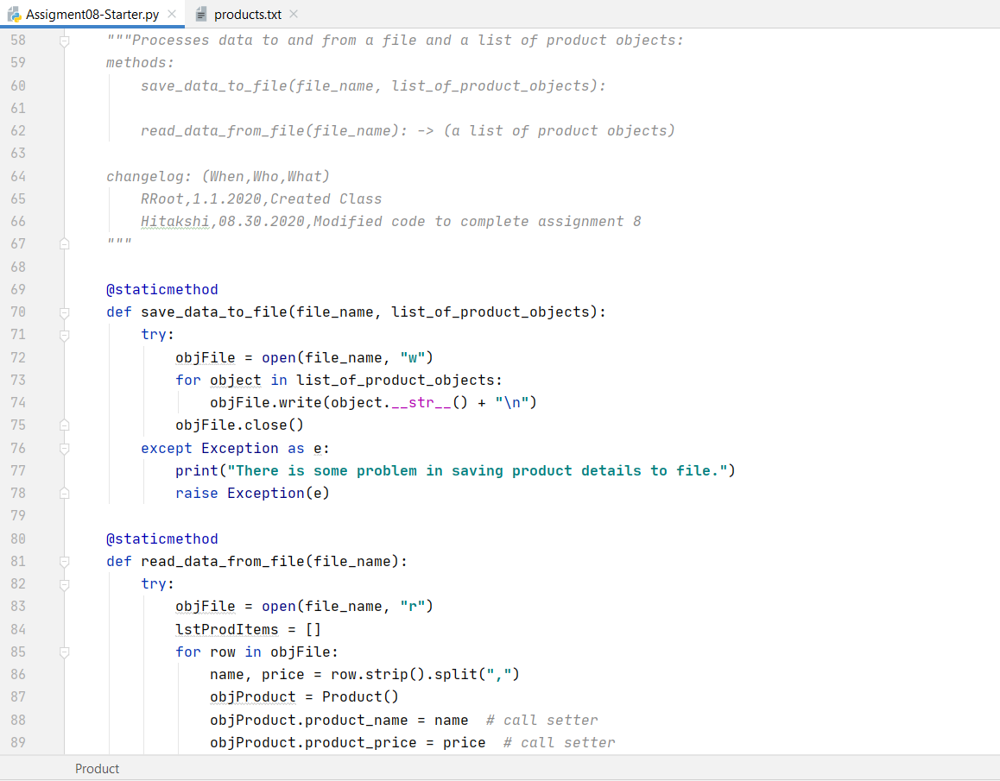 Assigment08-Starter.py products.txt
58 """Processes data to and from a file and a list of product objects:
59 methods:
60 save_data_to_file(file_name, list_of_product_objects):
61
62 read_data_from_file(file_name): -> (a list of product objects)
63
64 changelog: (When,Who,What)
65 RRoot,1.1.2020,Created Class
66 Hitakshi,08.30.2020,Modified code to complete assignment 8
67 """
68
69 @staticmethod
70 def save_data_to_file(file_name, list_of_product_objects):
71 try:
72 objFile = open(file_name, "w")
73 for object in list_of_product_objects:
74 objFile.write(object.__str__() + "\n")
75 objFile.close()
76 except Exception as e:
77 print("There is some problem in saving product details to file.")
78 raise Exception(e)
79
80 @staticmethod
81 def read_data_from_file(file_name):
82 try:
83 objFile = open(file_name, "r")
84 lstProdItems = []
85 for row in objFile:
86 name, price = row.strip().split(",")
87 objProduct = Product()
88 objProduct.product_name = name # call setter
89 objProduct.product_price = price # call setter
Product